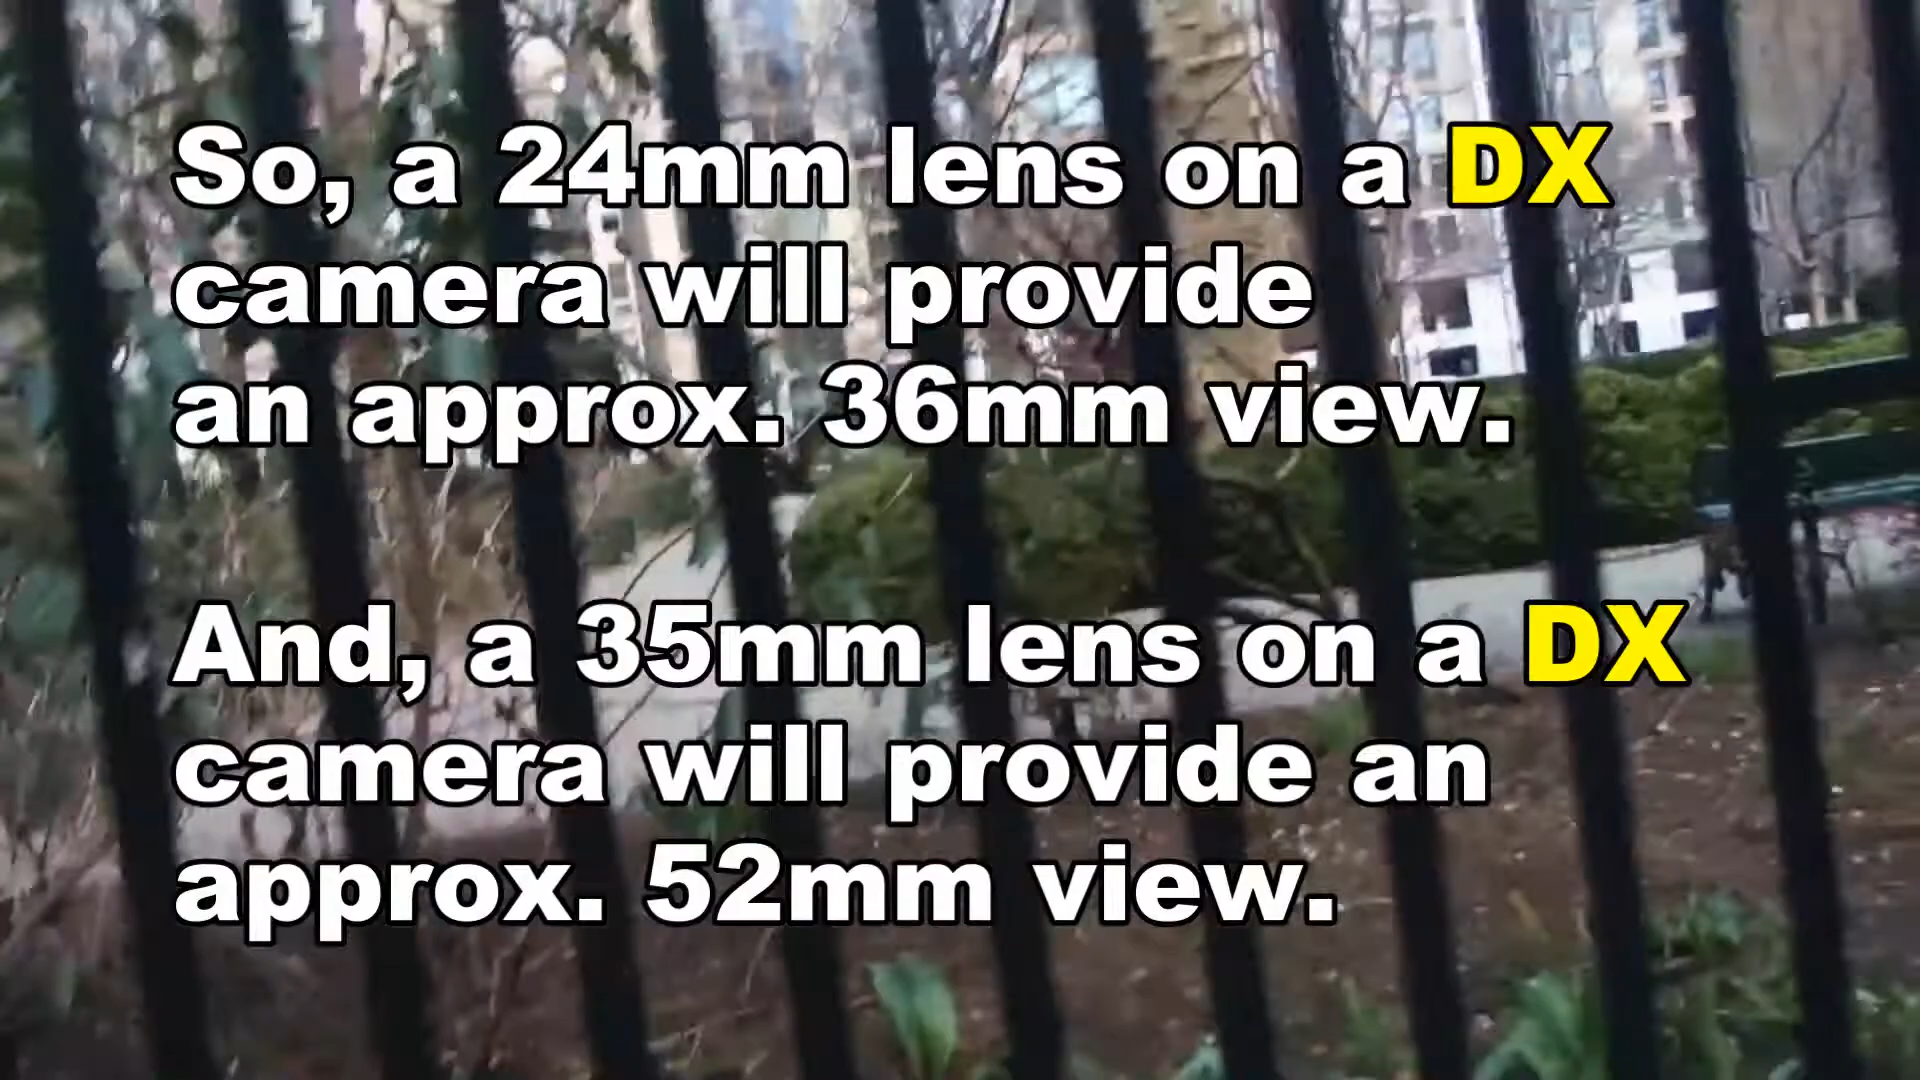 So, a 24mm lens on a DX
camera will provide
an approx. 36mm view.
And, a 35mm lens on a DX
camera will provide an
approx. 52mm view.